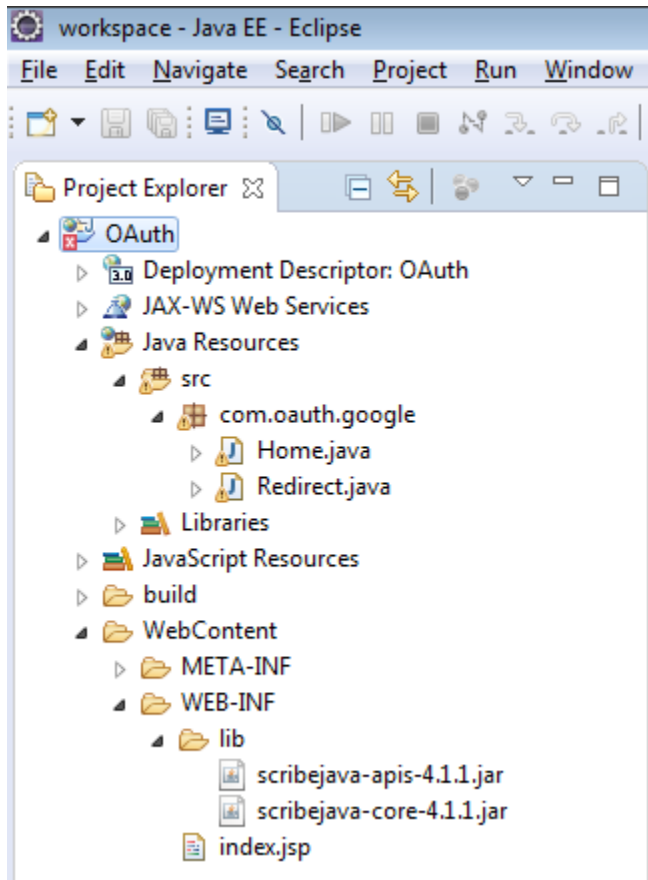 workspace - Java EE - Eclipse
File Edit Navigate Search Project Run Window
Project Explorer
OAuth
3.0 Deployment Descriptor: OAuth
JAX-WS Web Services
Java Resources
src
com.oauth.google
J Home.java
J Redirect.java
Libraries
JavaScript Resources
build
WebContent
META-INF
WEB-INF
lib
scribejava-apis-4.1.1.jar
scribejava-core-4.1.1.jar
index.jsp